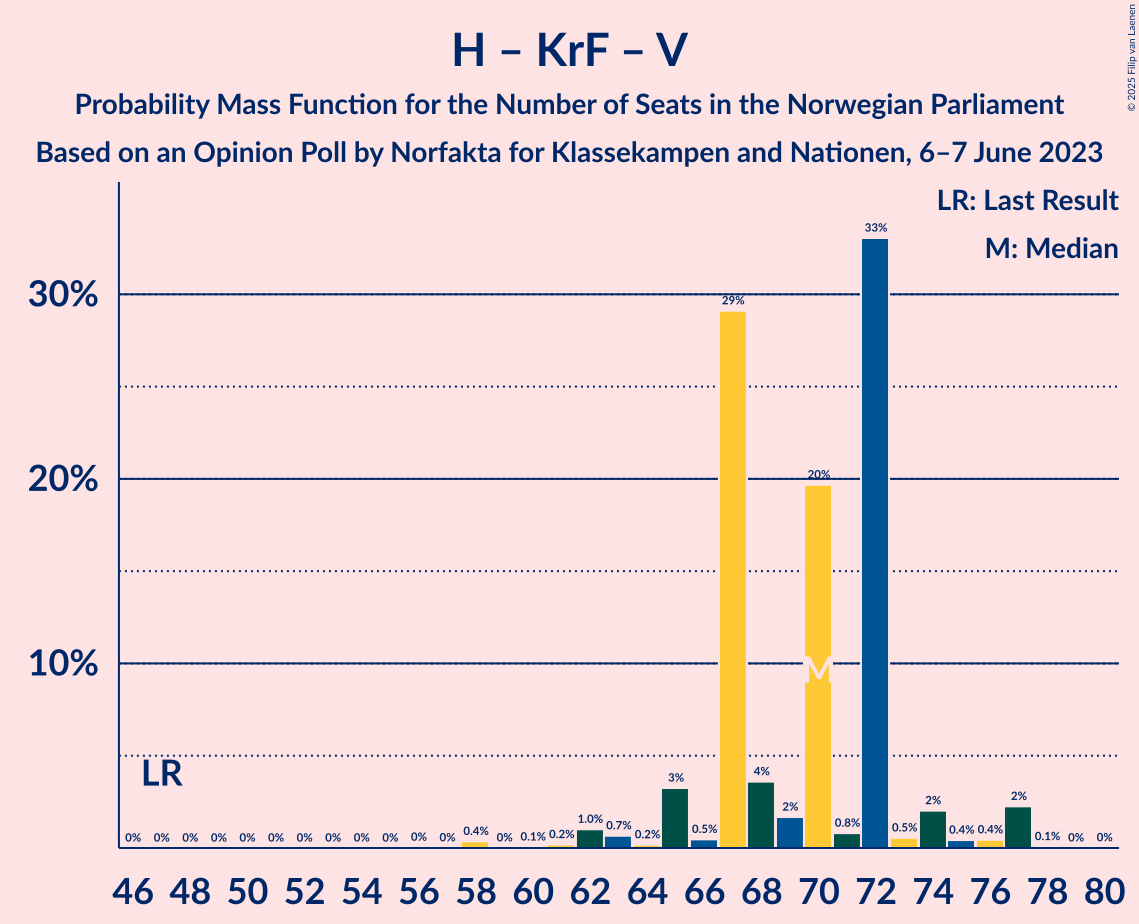 © 2025 Filip van Laenen
H – KrF – V
Probability Mass Function for the Number of Seats in the Norwegian Parliament
Based on an Opinion Poll by Norfakta for Klassekampen and Nationen, 6–7 June 2023
LR: Last Result
M: Median
30%
20%
10%
LR
M
0% 0% 0% 0% 0% 0% 0% 0% 0% 0% 0% 0% 0.4% 0% 0.1% 0.2% 1.0% 0.7% 0.2% 3% 0.5% 29% 4% 2% 20% 0.8% 33% 0.5% 2% 0.4% 0.4% 2% 0.1% 0% 0%
46 48 50 52 54 56 58 60 62 64 66 68 70 72 74 76 78 80